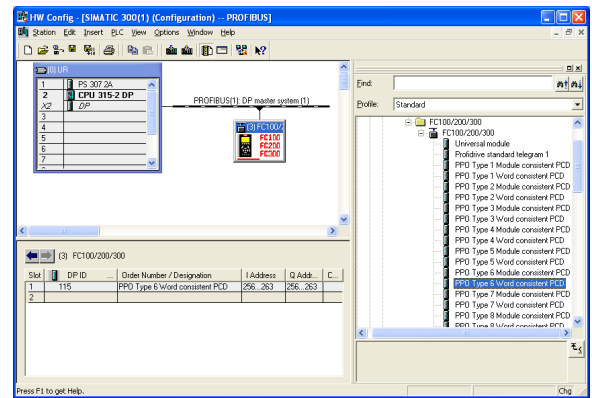 HW Config - [SIMATIC 300(1) (Configuration) -- PROFIBUS]
Station Edit Insert PLC View Options Window Help
(0) UR
1 PS 307 2A
2 CPU 315-2 DP
X2 DP
3
4
5
6
7
PROFIBUS(1): DP master system (1)
(3) FC100/2
FC100
FC200
FC300
Find:
Profile: Standard
FC100/200/300
FC100/200/300
Universal module
Profidrive standard telegram 1
PPO Type 1 Module consistent PCD
PPO Type 1 Word consistent PCD
PPO Type 2 Module consistent PCD
PPO Type 2 Word consistent PCD
PPO Type 3 Module consistent PCD
PPO Type 3 Word consistent PCD
PPO Type 4 Module consistent PCD
PPO Type 4 Word consistent PCD
PPO Type 5 Module consistent PCD
PPO Type 5 Word consistent PCD
PPO Type 6 Module consistent PCD
PPO Type 6 Word consistent PCD
PPO Type 7 Module consistent PCD
PPO Type 7 Word consistent PCD
PPO Type 8 Module consistent PCD
PPO Type 8 Word consistent PCD
(3) FC100/200/300
Slot DP ID ... Order Number / Designation I Address Q Addr... C...
1 115 PPO Type 6 Word consistent PCD 256...263 256...263
2
Press F1 to get Help.
Chg